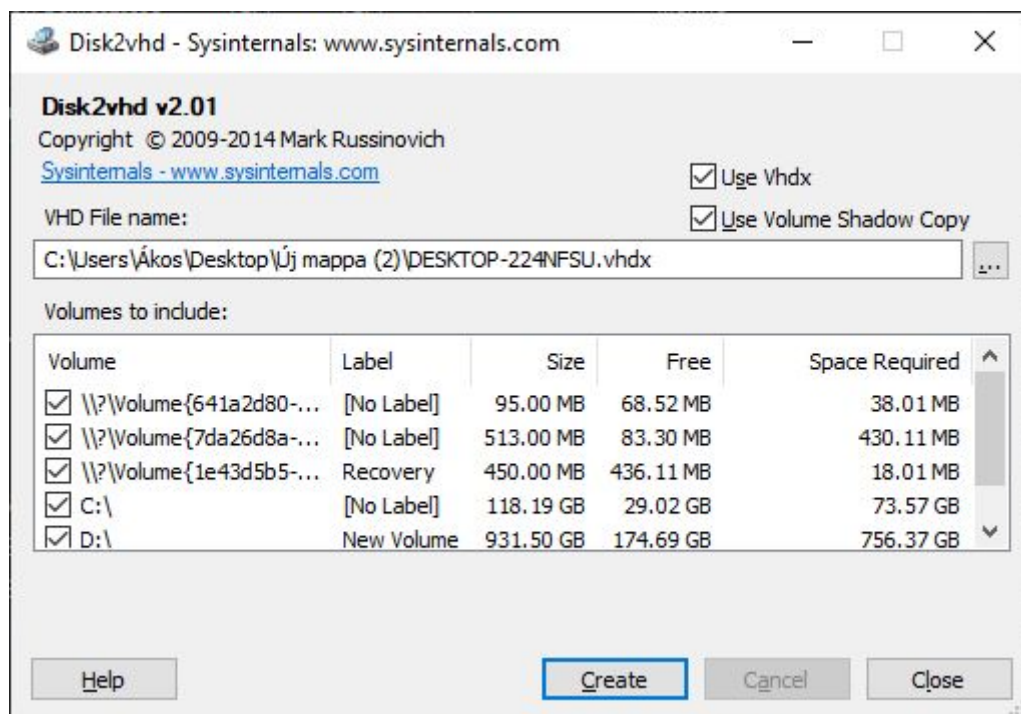 Disk2vhd - Sysinternals: www.sysinternals.com
Disk2vhd v2.01
Copyright © 2009-2014 Mark Russinovich
Sysinternals - www.sysinternals.com
Use Vhdx
VHD File name:
Use Volume Shadow Copy
C:\Users\Ákos\Desktop\Új mappa (2)\DESKTOP-224NFSU.vhdx
...
Volumes to include:
Volume Label Size Free Space Required
\\?\Volume{641a2d80-... [No Label] 95.00 MB 68.52 MB 38.01 MB
\\?\Volume{7da26d8a-... [No Label] 513.00 MB 83.30 MB 430.11 MB
\\?\Volume{1e43d5b5-... Recovery 450.00 MB 436.11 MB 18.01 MB
C:\ [No Label] 118.19 GB 29.02 GB 73.57 GB
D:\ New Volume 931.50 GB 174.69 GB 756.37 GB
Help Create Cancel Close